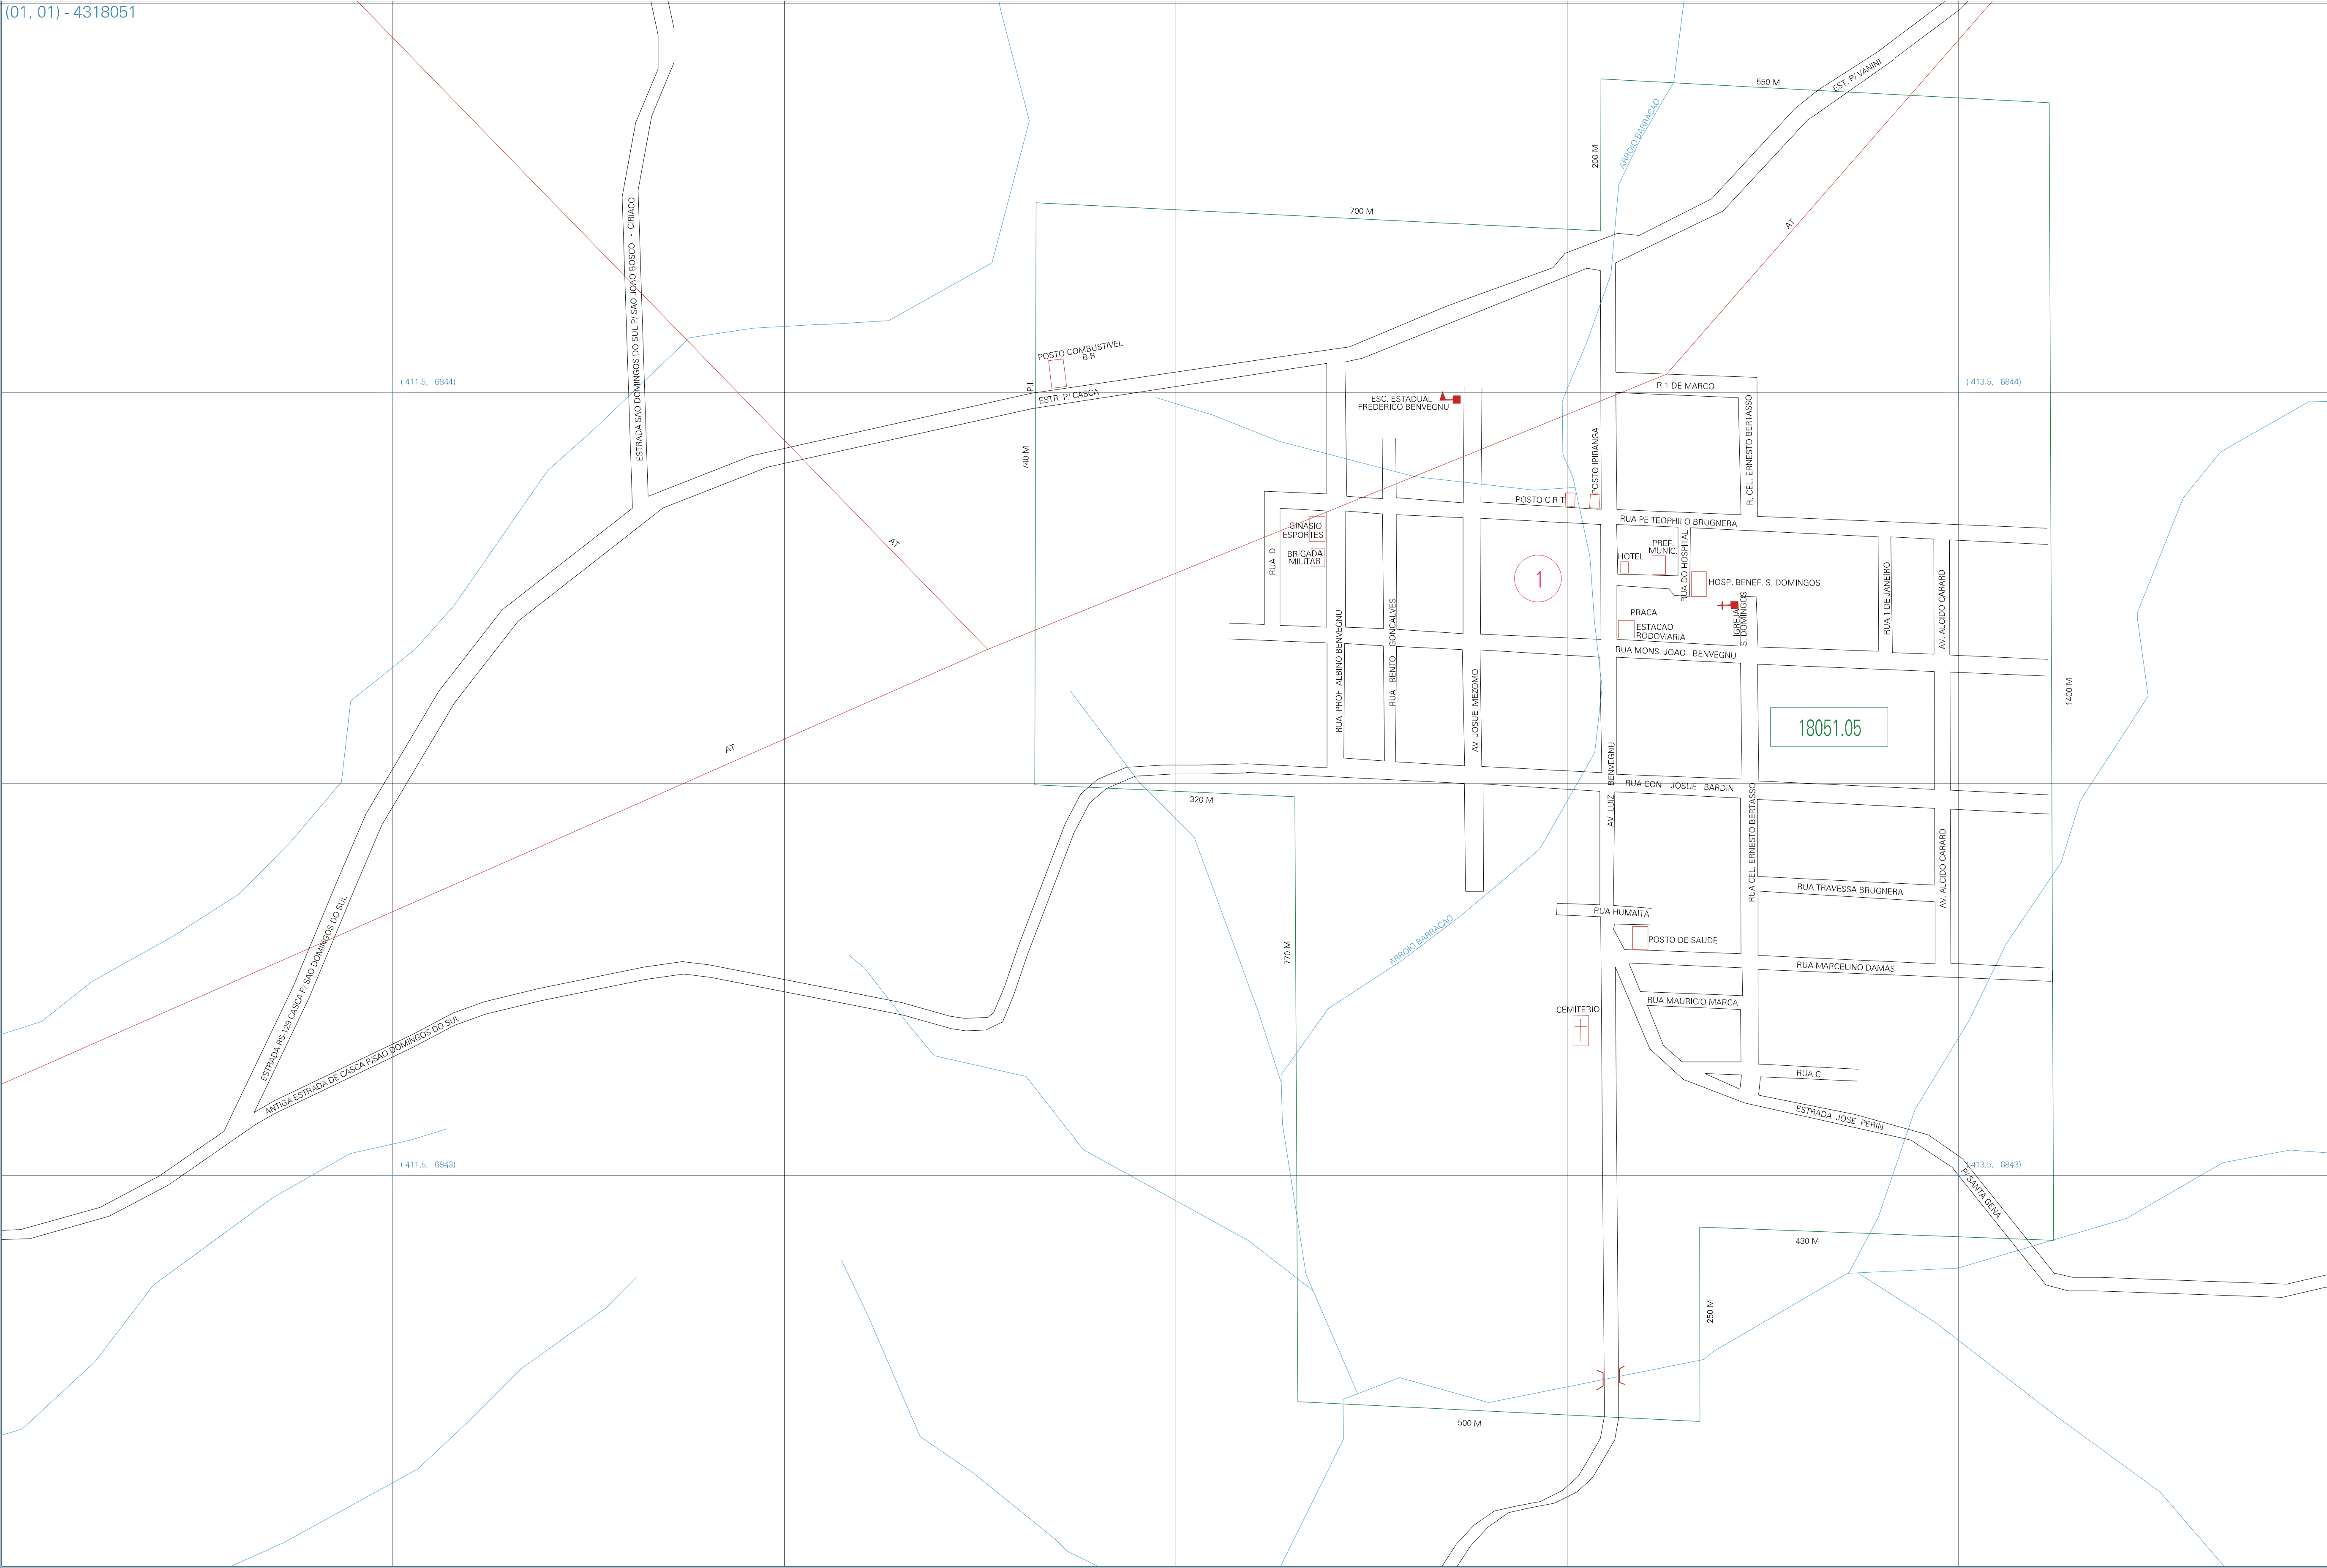 (01, 01) - 4318051
550 M
EST. P/ VANINI
ARROIO BARRACAO
200 M
700 M
AT
ESTRADA SAO DOMINGOS DO SUL P/ SAO JOAO BOSCO - CIRIACO
POSTO COMBUSTIVEL
B R
P.I.
ESTR. P/ CASCA
(411.5, 6844)
(413.5, 6844)
R 1 DE MARCO
ESC. ESTADUAL
FREDERICO BENVEGNU
R. CEL. ERNESTO BERTASSO
POSTO IPIRANGA
740 M
POSTO C R T
RUA PE TEOPHILO BRUGNERA
GINASIO
ESPORTES
BRIGADA
MILITAR
RUA D
AT
1
HOTEL
PREF.
MUNIC.
RUA DO HOSPITAL
HOSP. BENEF. S. DOMINGOS
RUA 1 DE JANEIRO
AV. ALCIDO CARARD
PRACA
IGREJA
S. DOMINGOS
ESTACAO
RODOVIARIA
RUA MONS. JOAO BENVEGNU
RUA PROF. ALBINO BENVEGNU
RUA BENTO GONCALVES
AV JOSUE MEZOMO
1400 M
18051.05
AT
AV LUIZ BENVEGNU
RUA CON JOSUE BARDIN
320 M
RUA CEL. ERNESTO BERTASSO
AV. ALCIDO CARARD
RUA TRAVESSA BRUGNERA
RUA HUMAITA
ARROIO BARRACAO
770 M
POSTO DE SAUDE
RUA MARCELINO DAMAS
ESTRADA RS-129 CASCA P/ SAO DOMINGOS DO SUL
RUA MAURICIO MARCA
CEMITERIO
ANTIGA ESTRADA DE CASCA P/SAO DOMINGOS DO SUL
RUA C
ESTRADA JOSE PERIN
(411.5, 6843)
(413.5, 6843)
P/ SANTA GENA
430 M
250 M
500 M